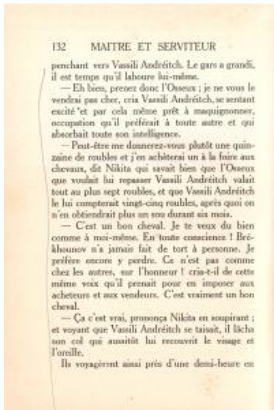 132 MAITRE ET SERVITEUR
penchant vers Vassili Andréitch. Le gars a grandi,
il est temps qu'il laboure lui-même.
— Eh bien, prenez donc l'Osseux ; je ne vous le
vendrai pas cher, cria Vassili Andréitch, se sentant
excité et par cela même prêt à maquignonner,
occupation qu'il préférait à toute autre et qui
absorbait toute son intelligence.
— Peut-être me donnerez-vous plutôt une quin-
zaine de roubles et j'en achèterai un à la foire aux
chevaux, dit Nikita qui savait bien que l'Osseux
que voulait lui repasser Vassili Andréitch valait
tout au plus sept roubles, et que Vassili Andréitch
le lui compterait vingt-cinq roubles, après quoi on
n'en obtiendrait plus un sou durant six mois.
— C'est un bon cheval. Je te veux du bien
comme à moi-même. En toute conscience ! Bré-
khounov n'a jamais fait de tort à personne. Je
préfère encore y perdre. Ce n'est pas comme
chez les autres, sur l'honneur ! cria-t-il de cette
même voix qu'il prenait pour en imposer aux
acheteurs et aux vendeurs. C'est vraiment un bon
cheval.
— Ça c'est vrai, prononça Nikita en soupirant ;
et voyant que Vassili Andréitch se taisait, il lâcha
son col qui aussitôt lui recouvrit le visage et
l'oreille.
Ils voyagèrent ainsi près d'une demi-heure en